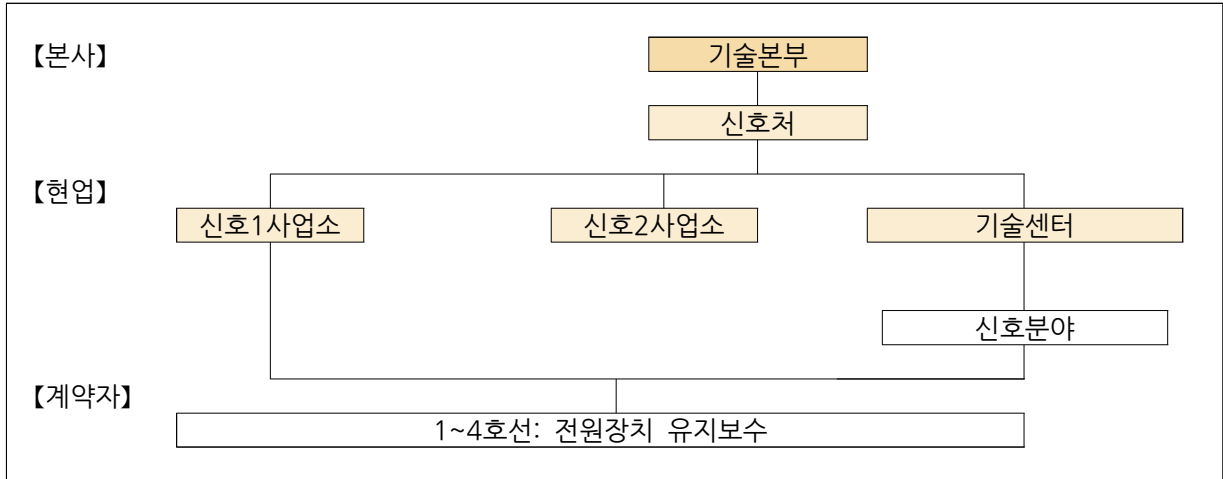 【본사】
기술본부
신호처
【현업】
신호1사업소
신호2사업소
기술센터
신호분야
【계약자】
1~4호선: 전원장치 유지보수